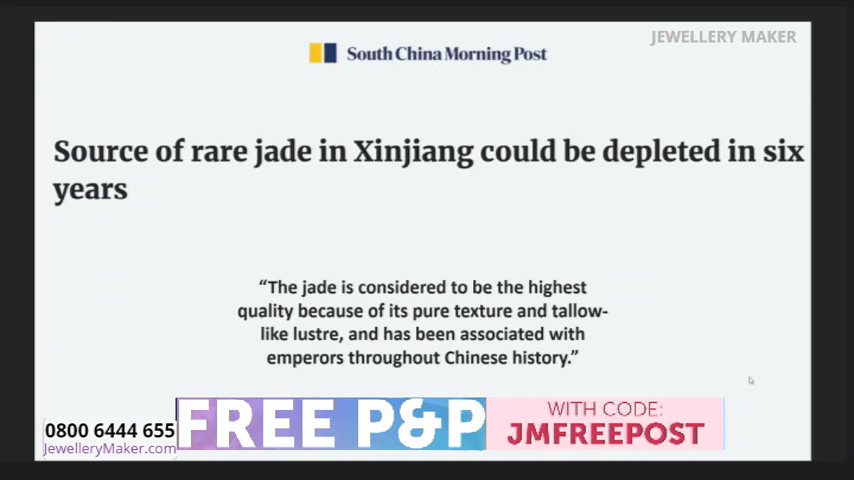 JEWELLERY MAKER
South China Morning Post
Source of rare jade in Xinjiang could be depleted in six
years
“The jade is considered to be the highest
quality because of its pure texture and tallow-
like lustre, and has been associated with
emperors throughout Chinese history.”
0800 6444 655
JewelleryMaker.com
FREE P&P
WITH CODE:
JMFREEPOST